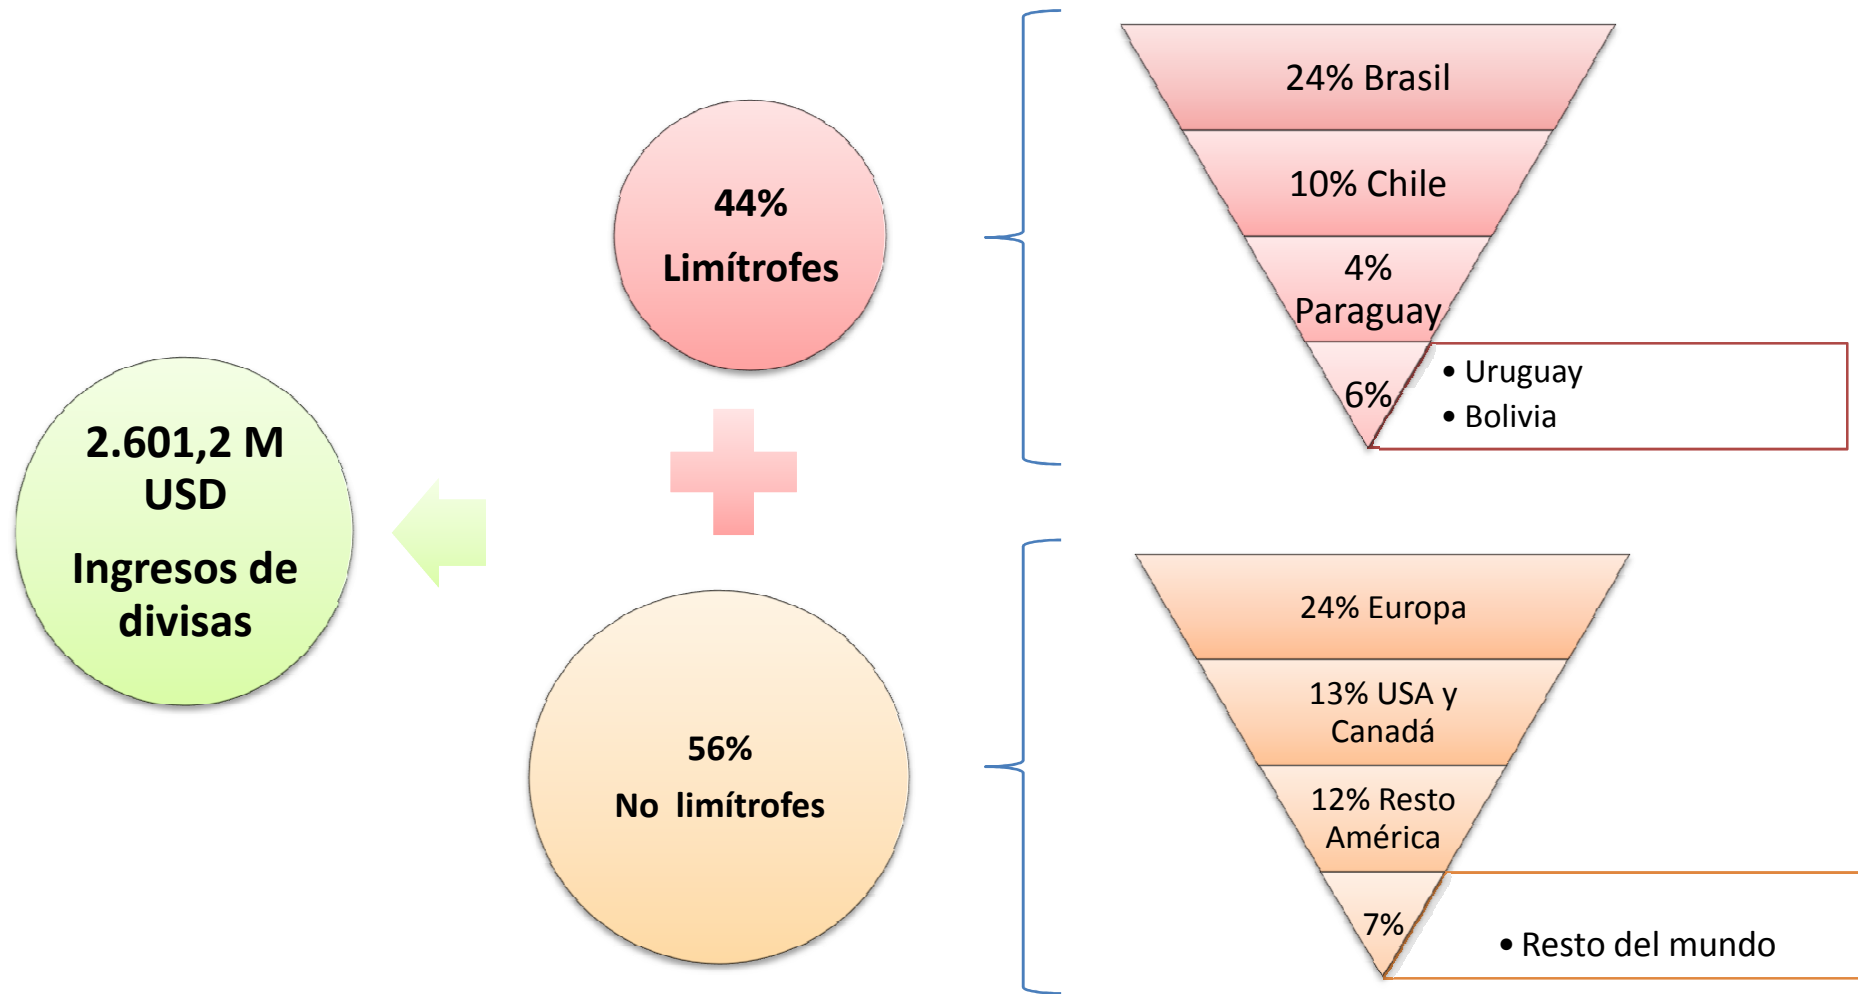 2.601,2 M
USD
Ingresos de
divisas
44%
Limítrofes
56%
No  limítrofes
24% Brasil
10% Chile
4%
Paraguay
6%
• Uruguay
• Bolivia
24% Europa
13% USA y
Canadá
12% Resto
América
7%
• Resto del mundo